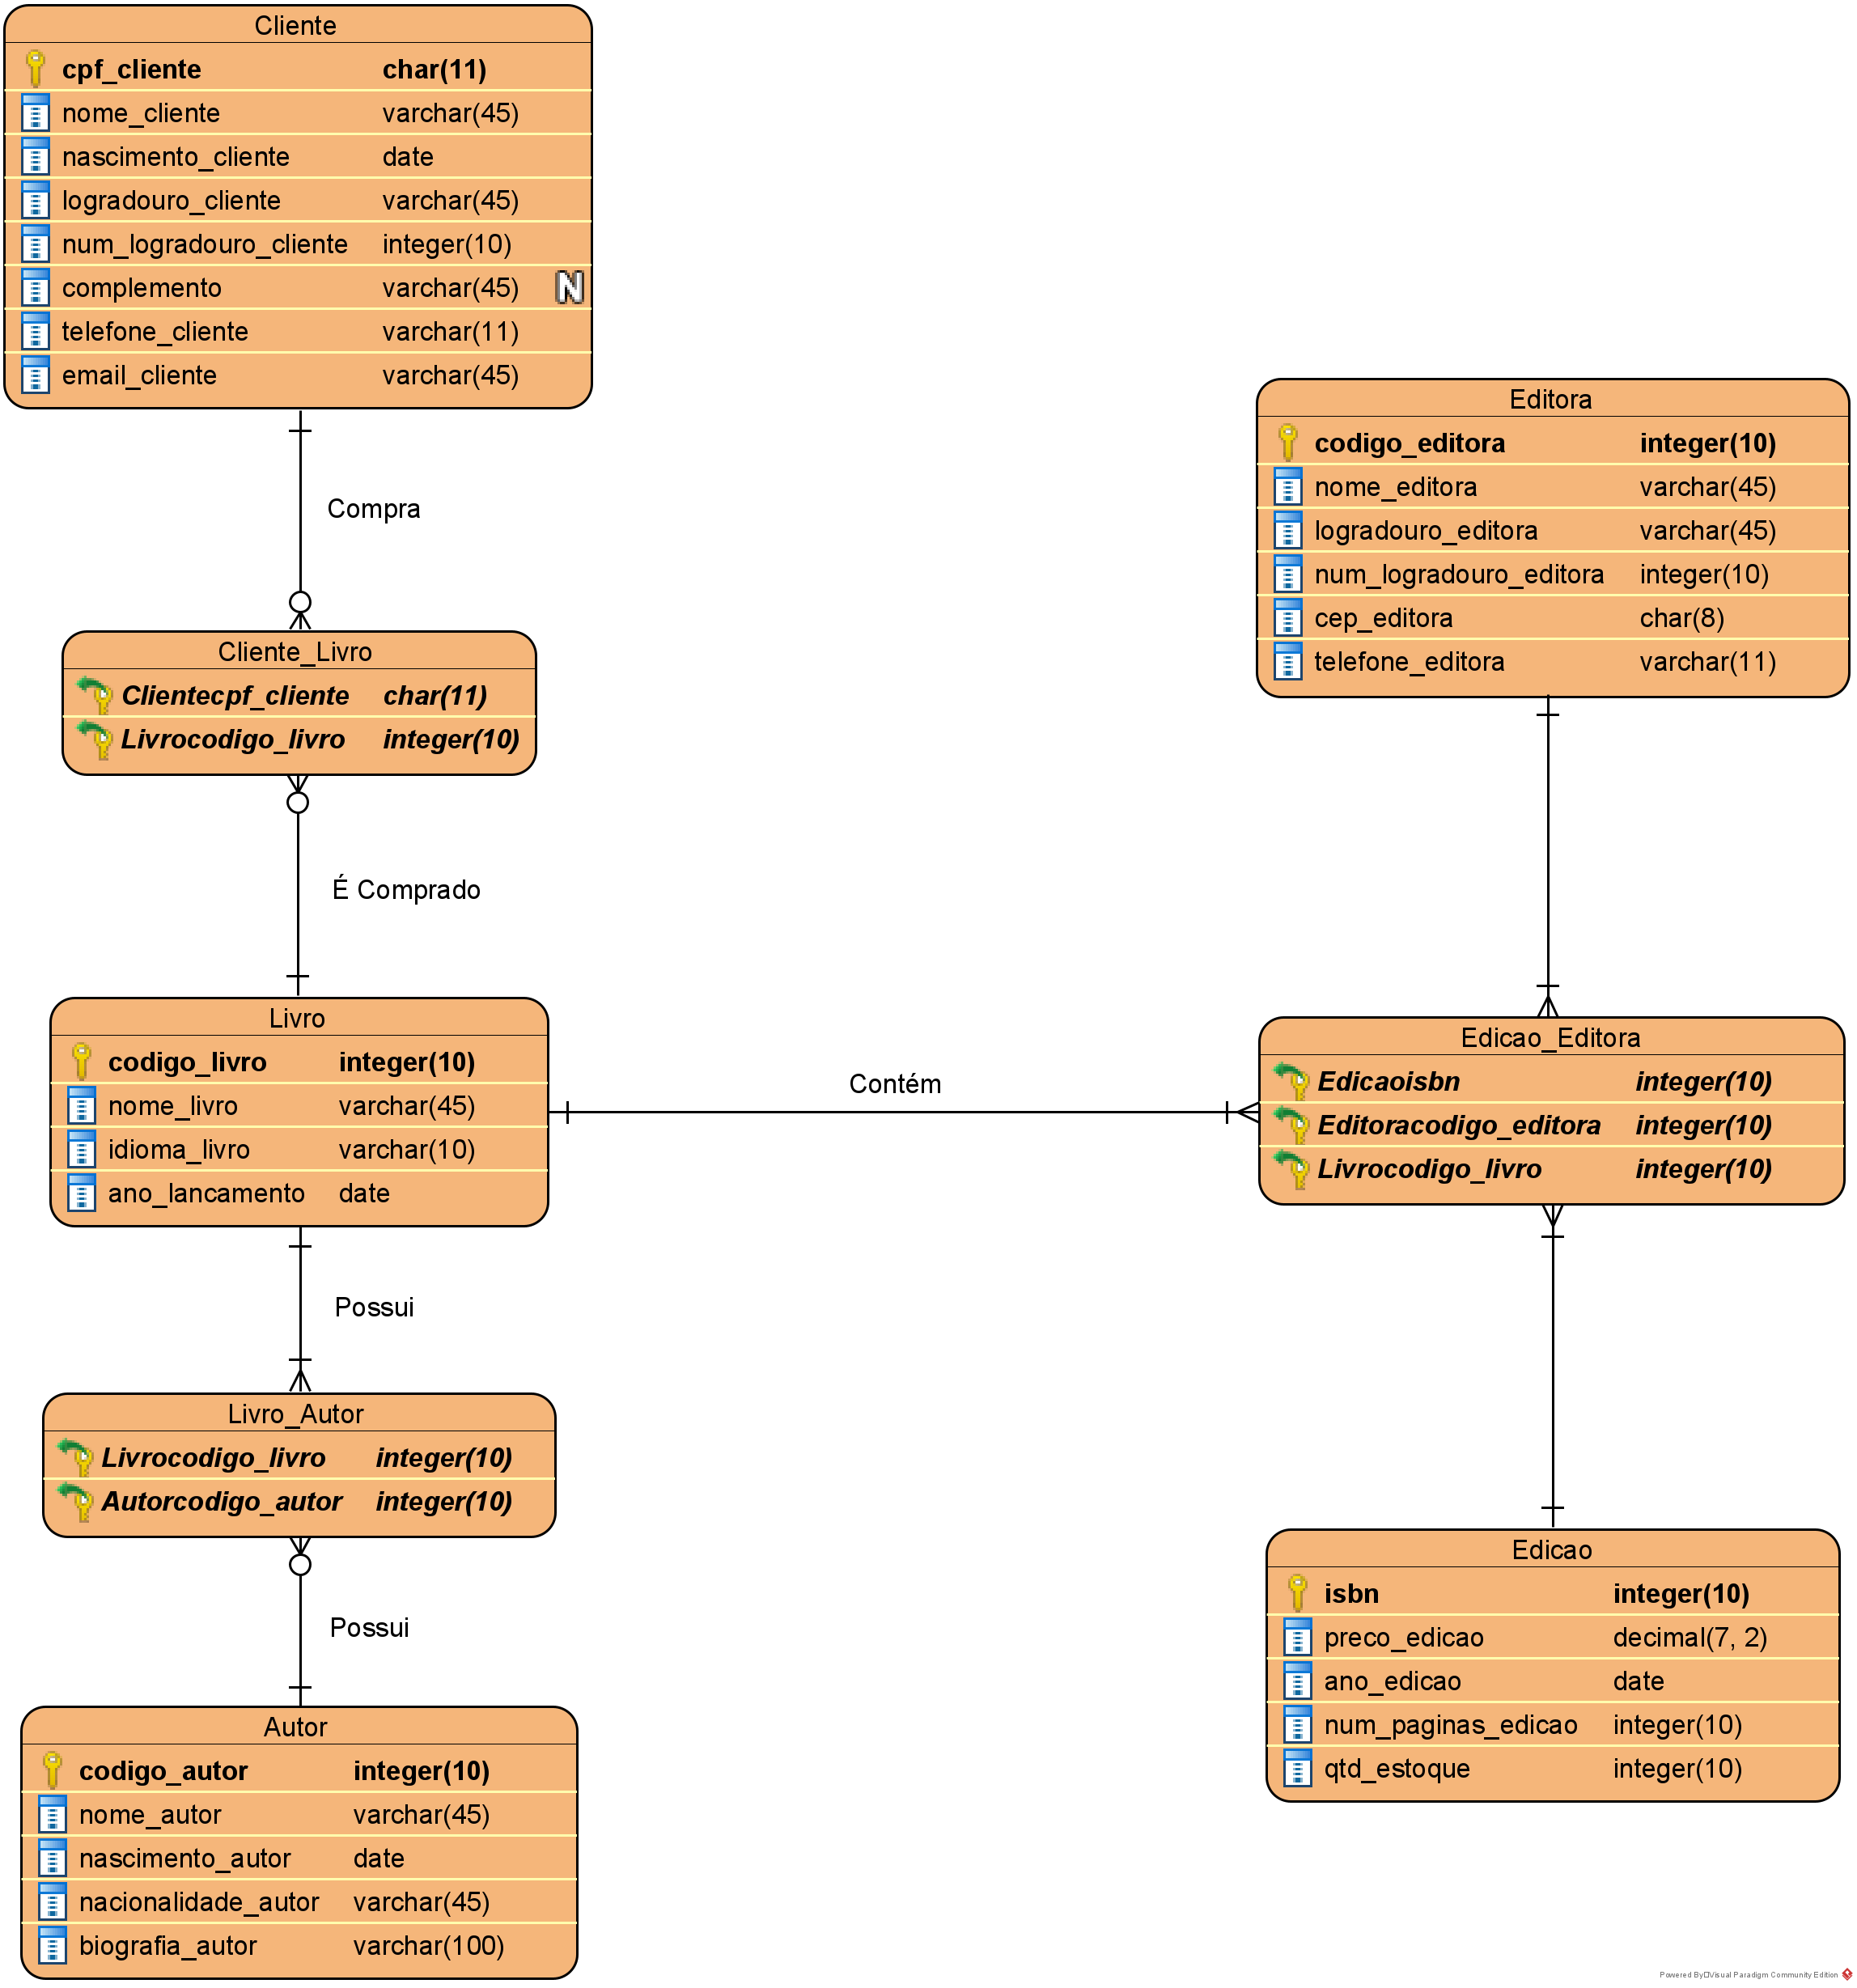 Cliente
cpf_cliente char(11)
nome_cliente varchar(45)
nascimento_cliente date
logradouro_cliente varchar(45)
num_logradouro_cliente integer(10)
complemento varchar(45) N
telefone_cliente varchar(11)
email_cliente varchar(45)
Compra
Cliente_Livro
Clientecpf_cliente char(11)
Livrocodigo_livro integer(10)
É Comprado
Livro
codigo_livro integer(10)
nome_livro varchar(45)
idioma_livro varchar(10)
ano_lancamento date
Possui
Livro_Autor
Livrocodigo_livro integer(10)
Autorcodigo_autor integer(10)
Possui
Autor
codigo_autor integer(10)
nome_autor varchar(45)
nascimento_autor date
nacionalidade_autor varchar(45)
biografia_autor varchar(100)
Contém
Editora
codigo_editora integer(10)
nome_editora varchar(45)
logradouro_editora varchar(45)
num_logradouro_editora integer(10)
cep_editora char(8)
telefone_editora varchar(11)
Edicao_Editora
Edicaoisbn integer(10)
Editoracodigo_editora integer(10)
Livrocodigo_livro integer(10)
Edicao
isbn integer(10)
preco_edicao decimal(7, 2)
ano_edicao date
num_paginas_edicao integer(10)
qtd_estoque integer(10)
Powered By□Visual Paradigm Community Edition